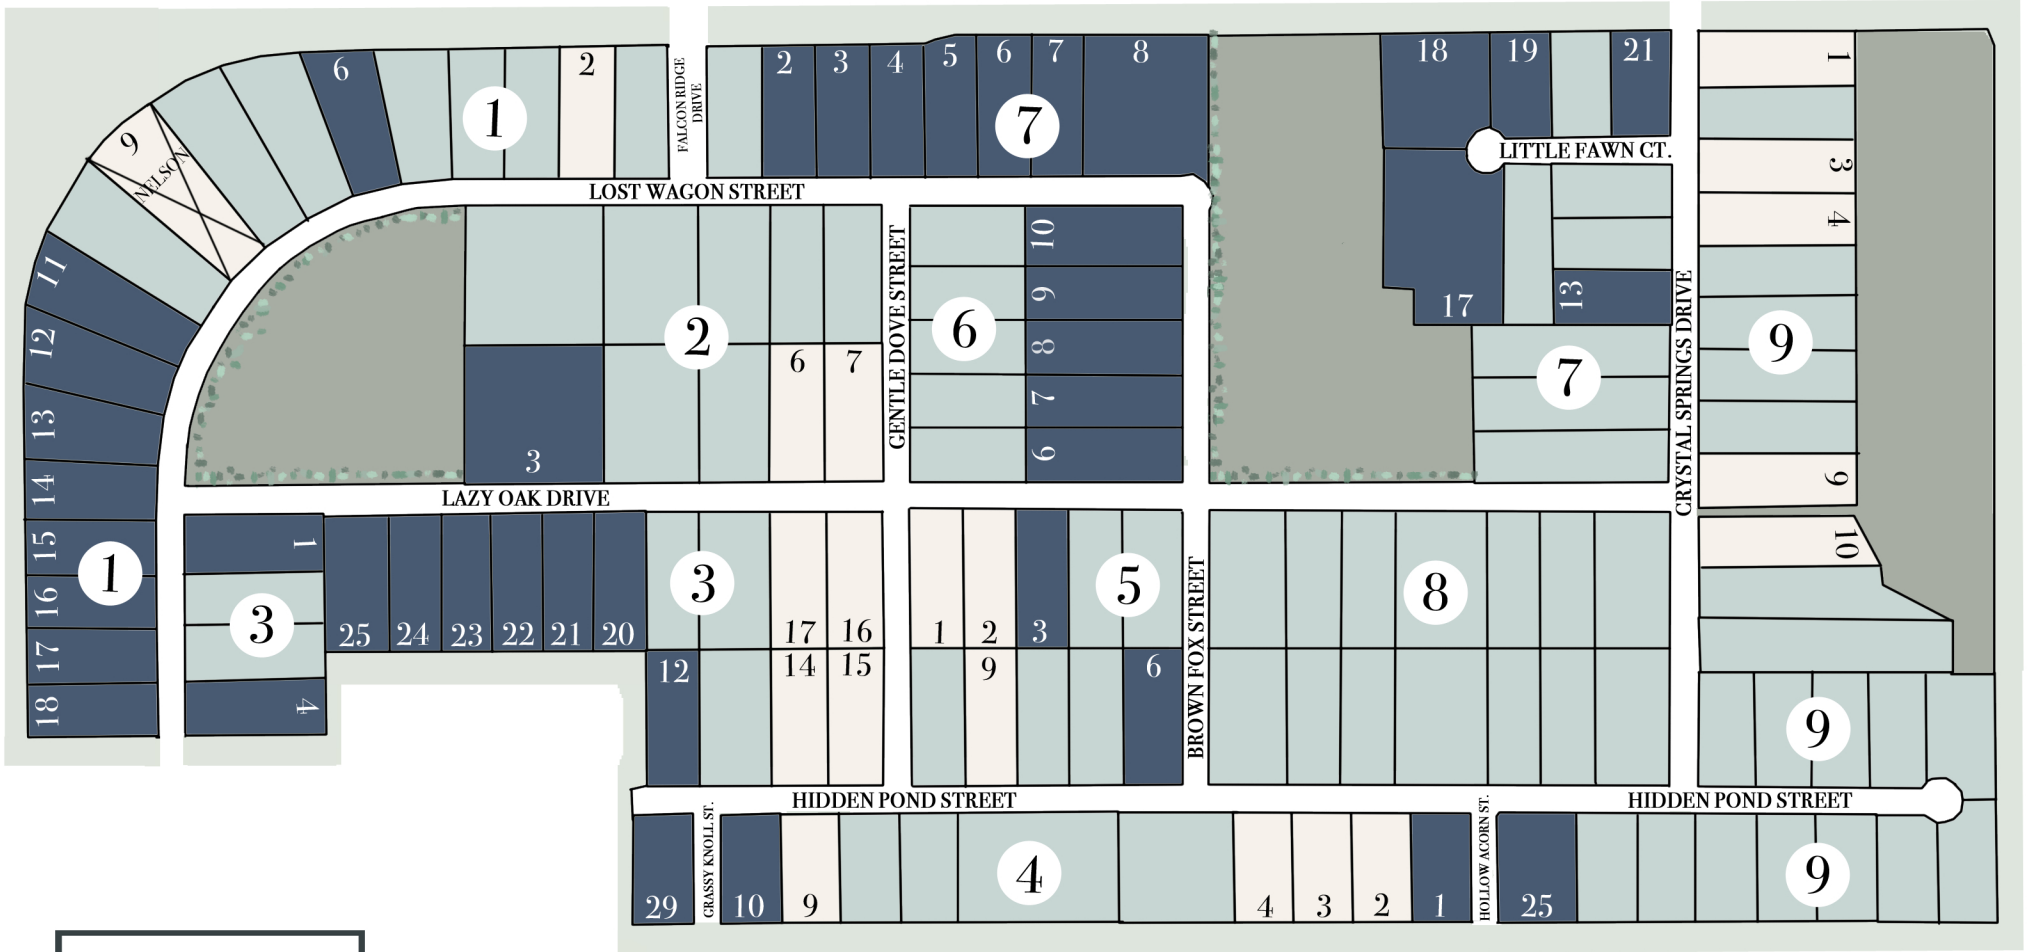 6
1
2
FALCON RIDGE
DRIVE
2 3 4 5 6 7 8
7
18 19 21
1
9
NELSON
LITTLE FAWN CT.
3
4
LOST WAGON STREET
11
12
13
14
15
16
17
18
1
2
6 7
3
GENTLE DOVE STREET
6
10
9
8
7
6
17
13
7
CRYSTAL SPRINGS DRIVE
9
9
10
LAZY OAK DRIVE
1
3
4
25 24 23 22 21 20
3
17 16
12 14 15
1 2 3
5
9 6
BROWN FOX STREET
8
9
HIDDEN POND STREET
HIDDEN POND STREET
29
GRASSY KNOLL ST.
10 9
4
4 3 2 1
HOLLOW ACORN ST.
25
9